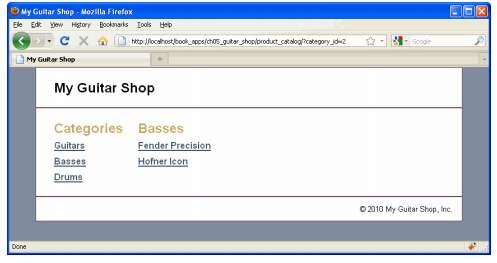 My Guitar Shop - Mozilla Firefox
File Edit View History Bookmarks Tools Help
http://localhost/book_apps/ch05_guitar_shop/product_catalog/?category_id=2
Google
My Guitar Shop
My Guitar Shop
Categories
Guitars
Basses
Drums
Basses
Fender Precision
Hofner Icon
© 2010 My Guitar Shop, Inc.
Done